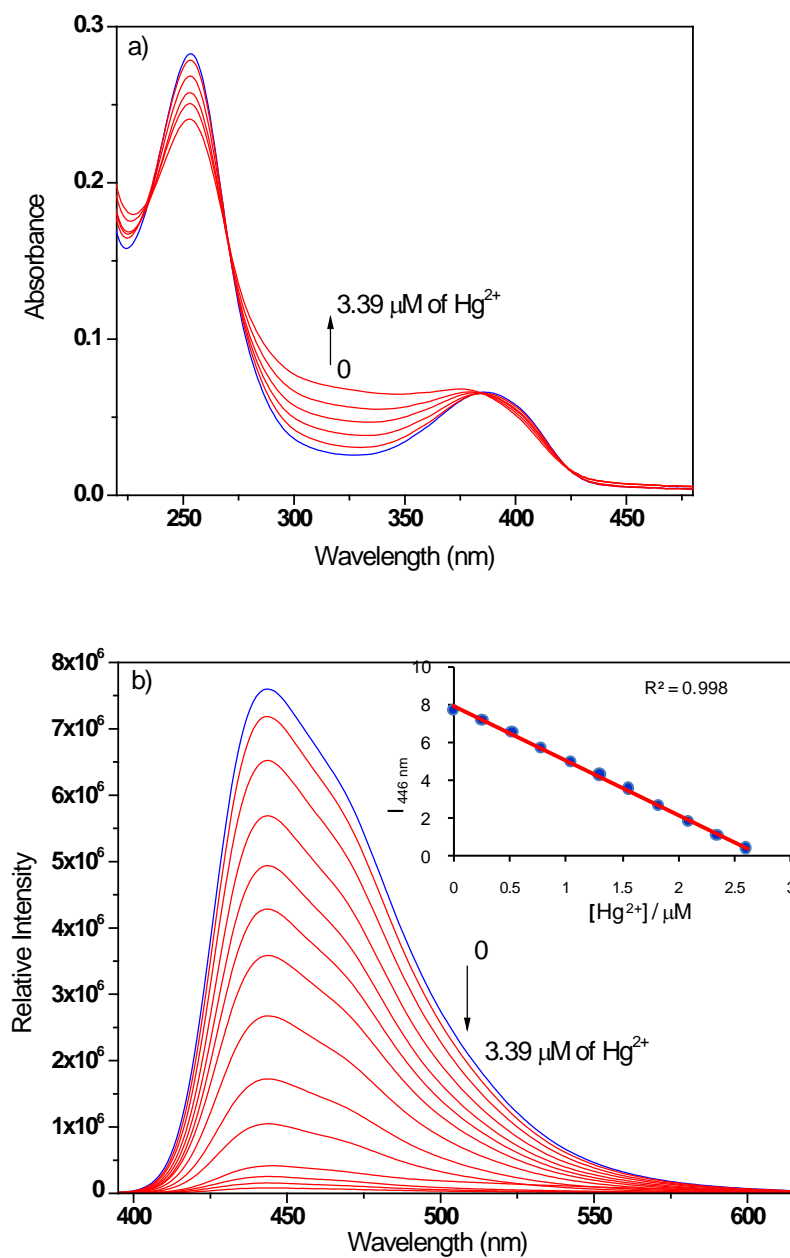 a)
0.3
0.2
0.1
0.0
Absorbance
3.39 μM of Hg²⁺
0
250 300 350 400 450
Wavelength (nm)
b)
8x10⁶
7x10⁶
6x10⁶
5x10⁶
4x10⁶
3x10⁶
2x10⁶
1x10⁶
0
Relative Intensity
10
8
6
4
2
0
I 446 nm
R² = 0.998
0 0.5 1 1.5 2 2.5 3
[Hg²⁺] / μM
0
3.39 μM of Hg²⁺
400 450 500 550 600
Wavelength (nm)